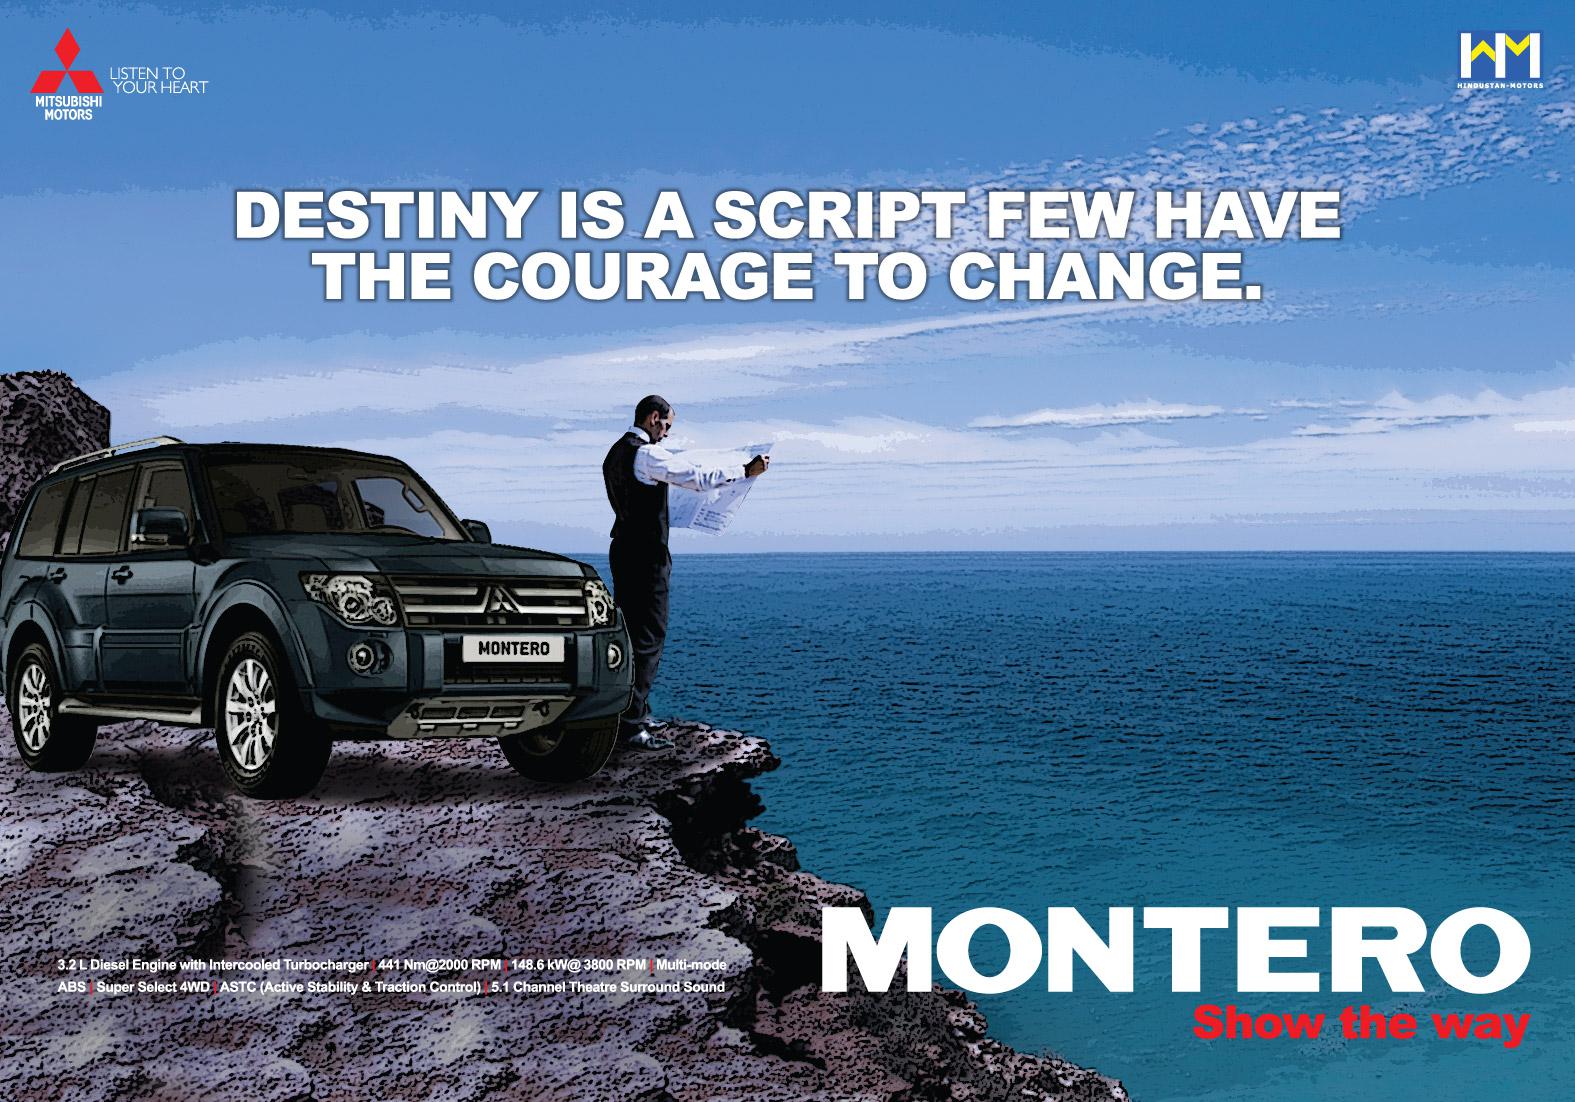 LISTEN TO
YOUR HEART
MITSUBISHI
MOTORS
HM
HINDUSTAN-MOTORS
DESTINY IS A SCRIPT FEW HAVE
THE COURAGE TO CHANGE.
MONTERO
3.2 L Diesel Engine with Intercooled Turbocharger | 441 Nm@2000 RPM | 148.6 kW@ 3800 RPM | Multi-mode
ABS | Super Select 4WD | ASTC (Active Stability & Traction Control) | 5.1 Channel Theatre Surround Sound
MONTERO
Show the way